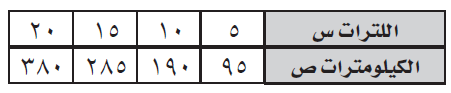 اللترات س ٥ ١٠ ١٥ ٢٠
الكيلومترات ص ٩٥ ١٩٠ ٢٨٥ ٣٨٠